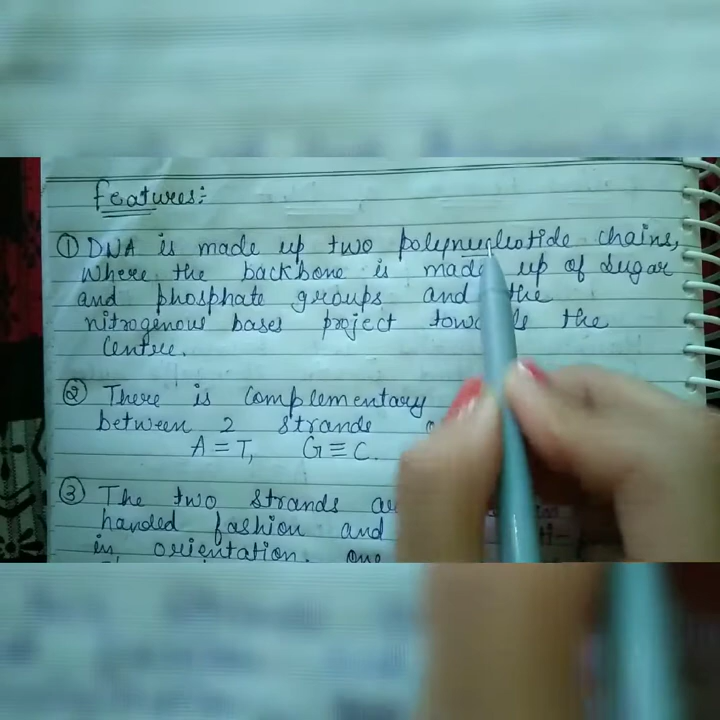 Features:-
① DNA is made up two polynucleotide chains,
where the backbone is made up of sugar
and phosphate groups and the
nitrogenous bases project the
centre.
② There is complementary
between 2 strands
A = T, G ≡ C.
③ The two strands
handed fashion and
in orientation. One